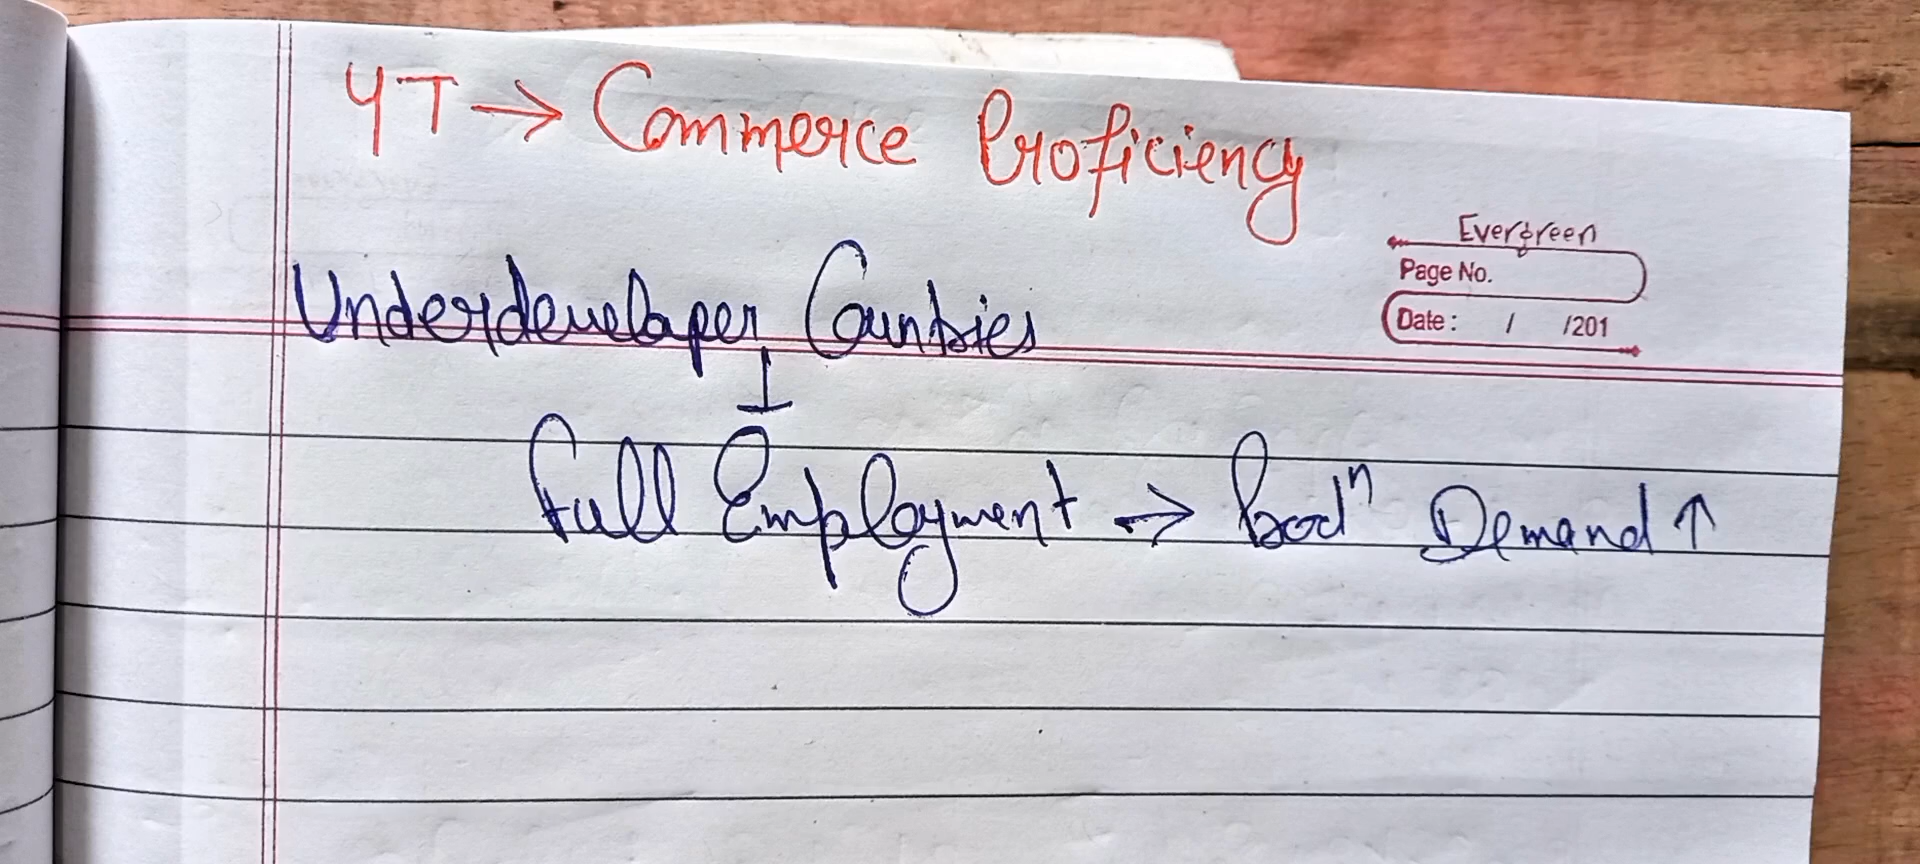 YT → Commerce Proficiency
Evergreen
Page No.
Date : / /201
Underdeveloper Countries
Full Employment → Prodⁿ Demand ↑